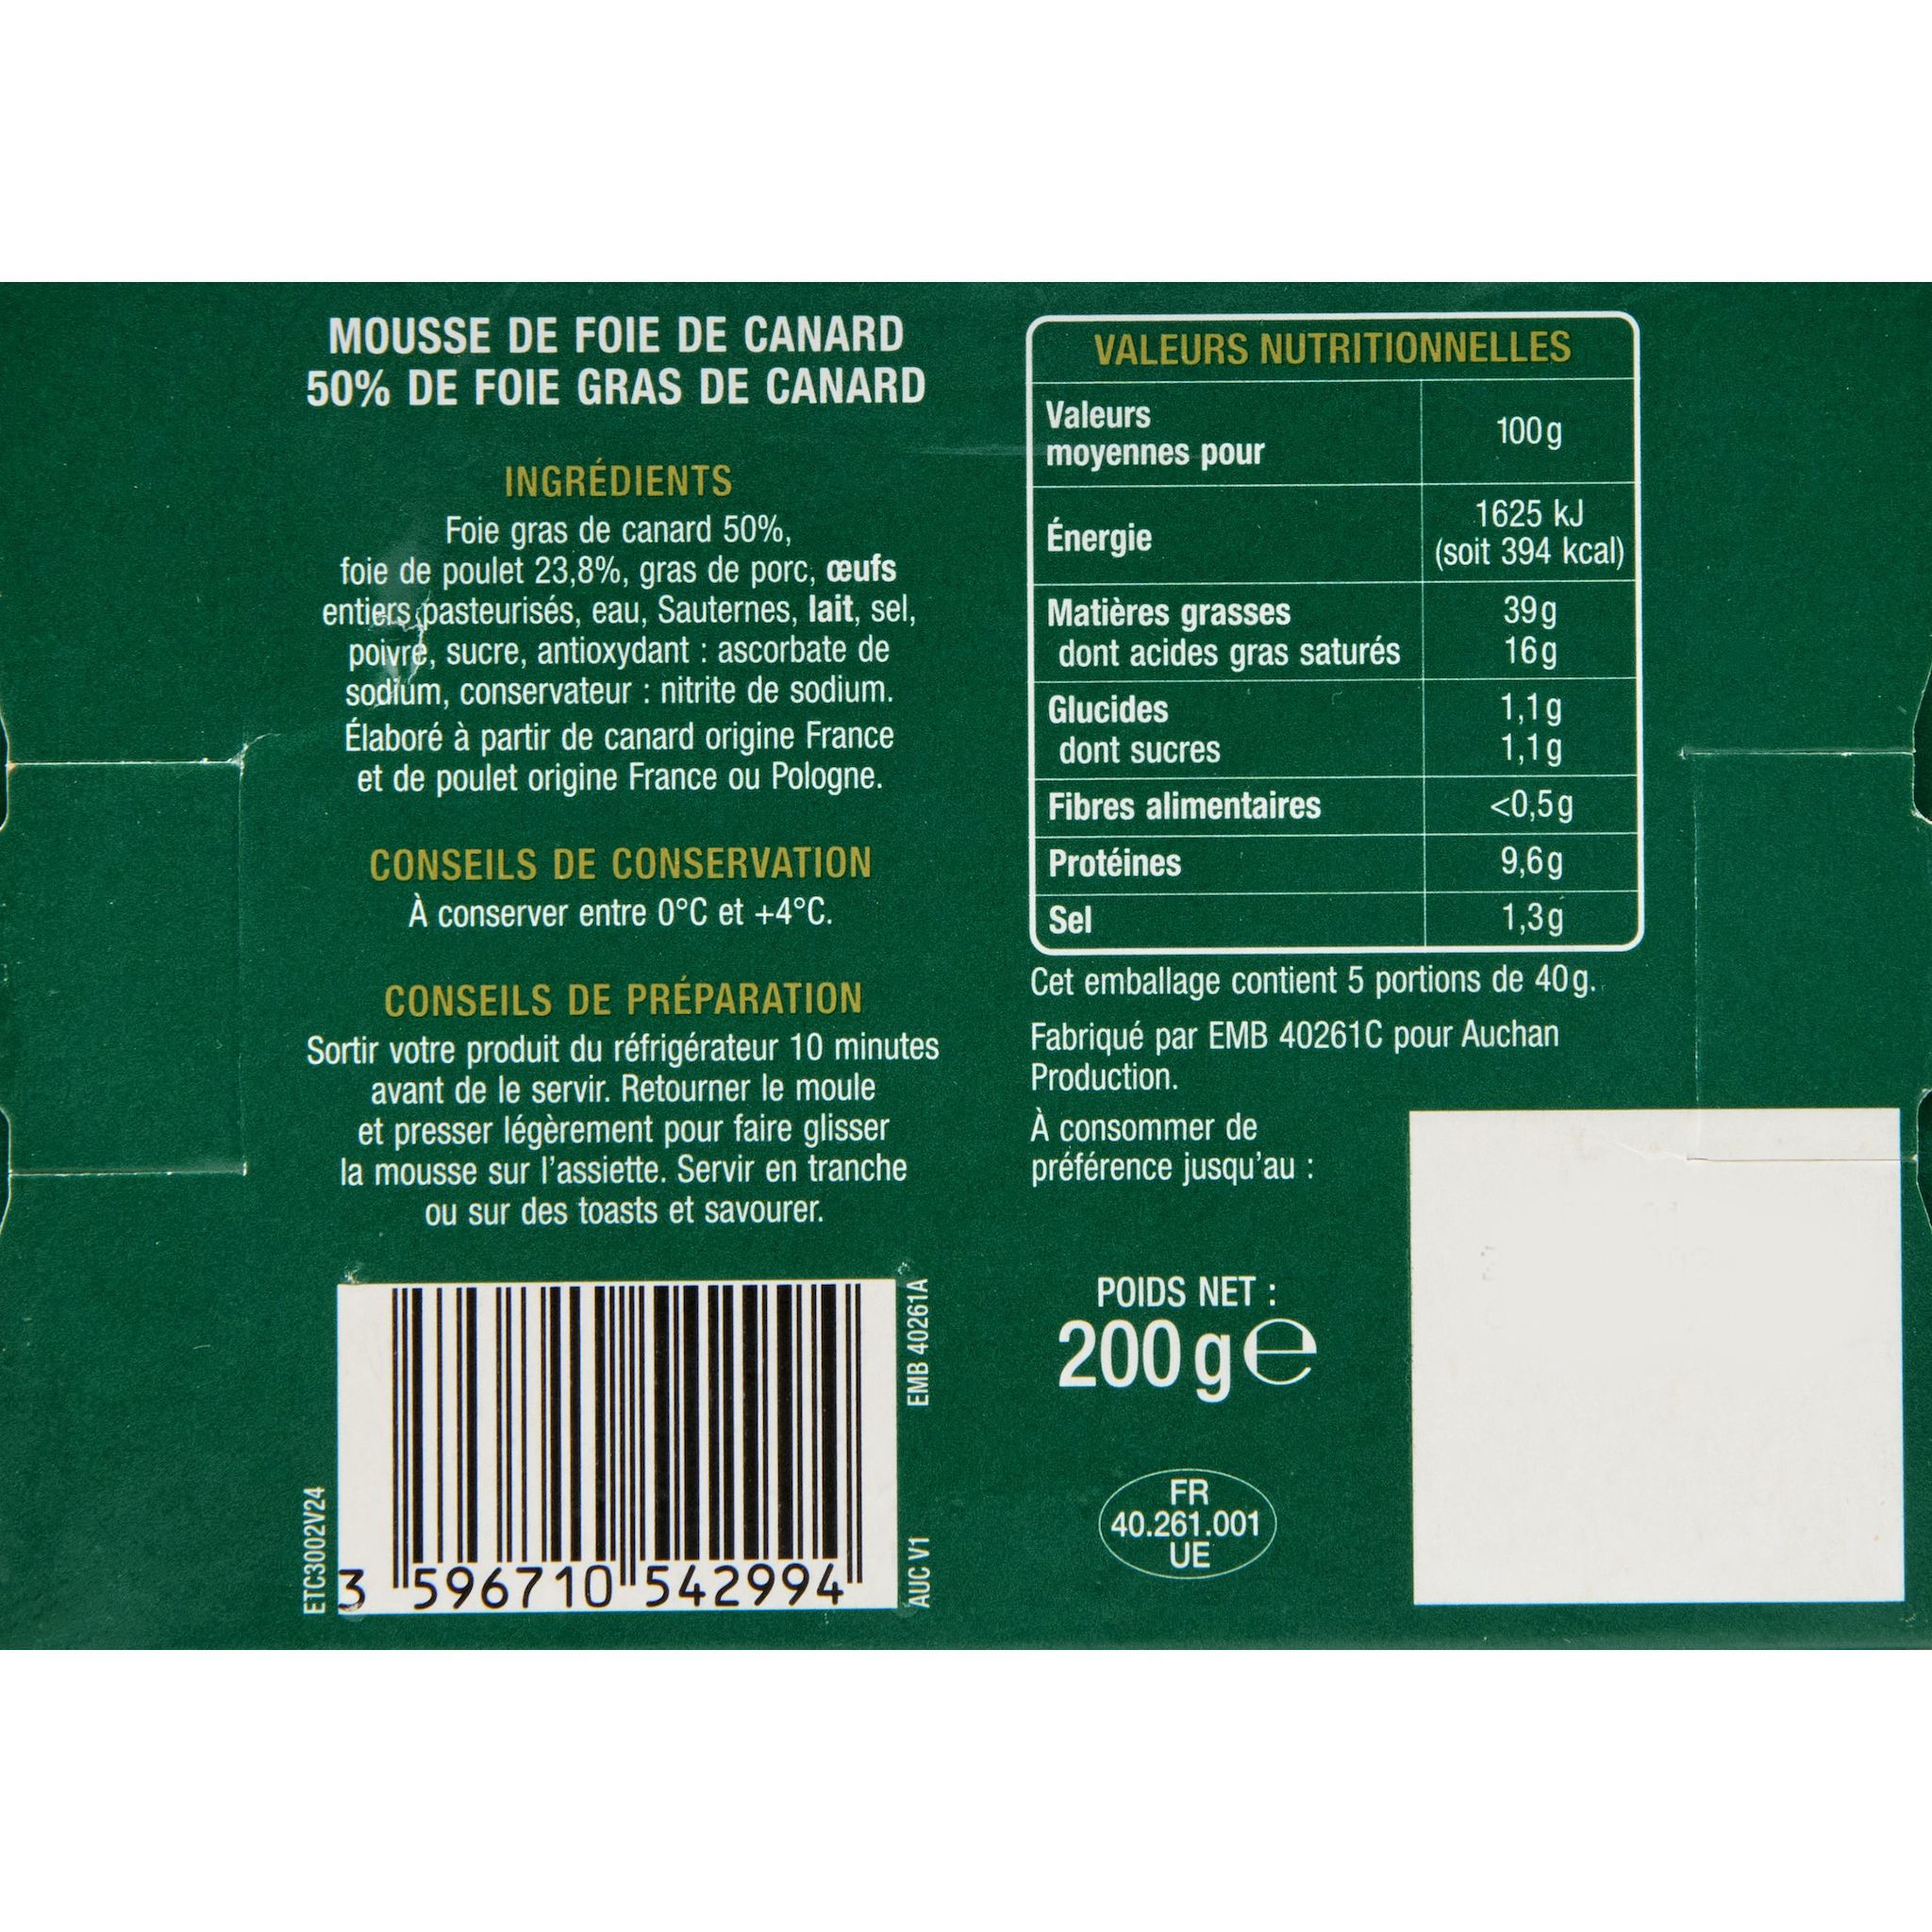 MOUSSE DE FOIE DE CANARD
50% DE FOIE GRAS DE CANARD
INGRÉDIENTS
Foie gras de canard 50%,
foie de poulet 23,8%, gras de porc, œufs
entiers pasteurisés, eau, Sauternes, lait, sel,
poivre, sucre, antioxydant : ascorbate de
sodium, conservateur : nitrite de sodium.
Élaboré à partir de canard origine France
et de poulet origine France ou Pologne.
CONSEILS DE CONSERVATION
À conserver entre 0°C et +4°C.
CONSEILS DE PRÉPARATION
Sortir votre produit du réfrigérateur 10 minutes
avant de le servir. Retourner le moule
et presser légèrement pour faire glisser
la mousse sur l'assiette. Servir en tranche
ou sur des toasts et savourer.
ETC3002V24
3 596710 542994
EMB 40261A
AUC V1
VALEURS NUTRITIONNELLES
Valeurs
moyennes pour
100g
Énergie
1625 kJ
(soit 394 kcal)
Matières grasses 39g
dont acides gras saturés 16g
Glucides 1,1g
dont sucres 1,1g
Fibres alimentaires <0,5g
Protéines 9,6g
Sel 1,3g
Cet emballage contient 5 portions de 40g.
Fabriqué par EMB 40261C pour Auchan
Production.
À consommer de
préférence jusqu'au :
POIDS NET :
200g e
FR
40.261.001
UE